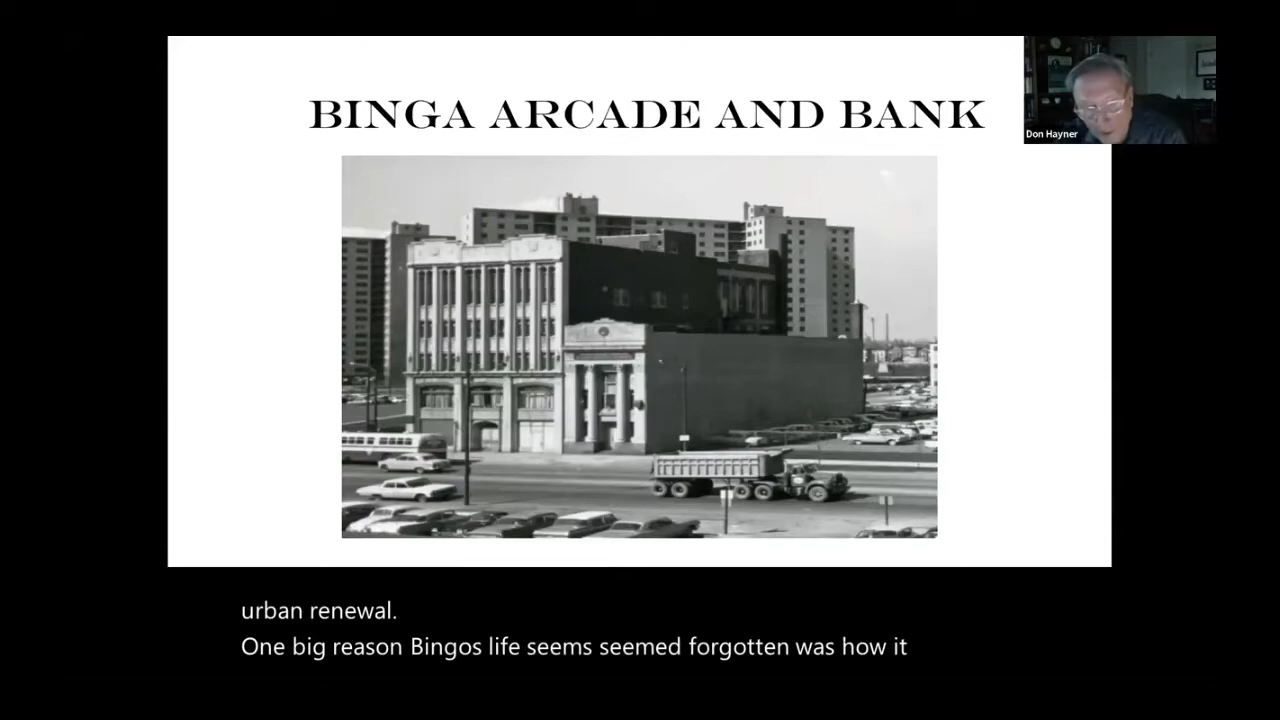 BINGA ARCADE AND BANK
Don Hayner
urban renewal.
One big reason Bingos life seems seemed forgotten was how it